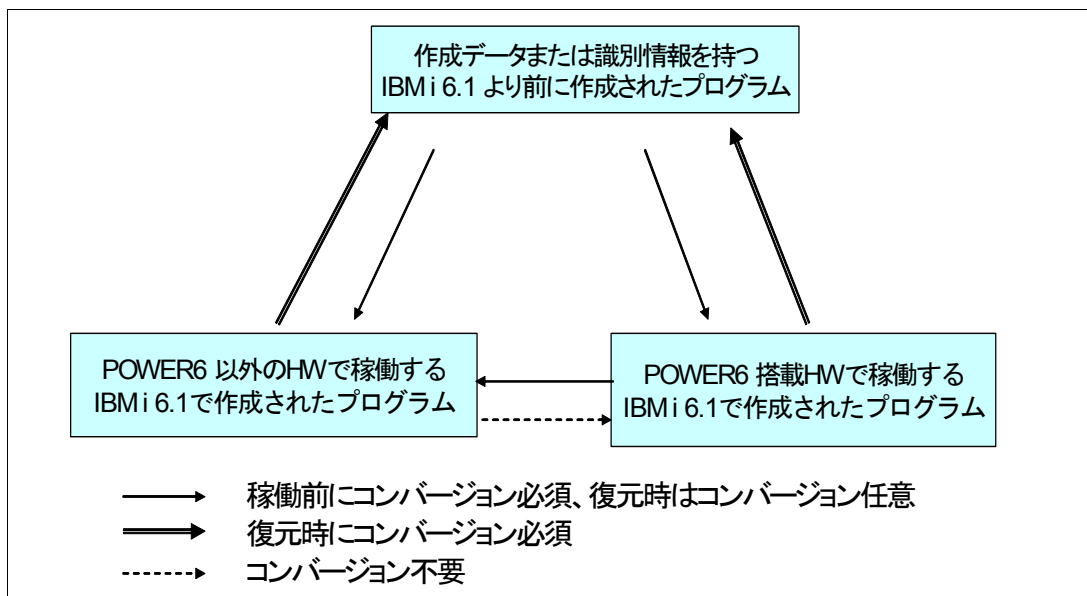 作成データまたは識別情報を持つ
IBM i 6.1 より前に作成されたプログラム
POWER6 以外のHWで稼働する
IBM i 6.1で作成されたプログラム
POWER6 搭載HWで稼働する
IBM i 6.1で作成されたプログラム
稼働前にコンバージョン必須、復元時はコンバージョン任意
復元時にコンバージョン必須
コンバージョン不要